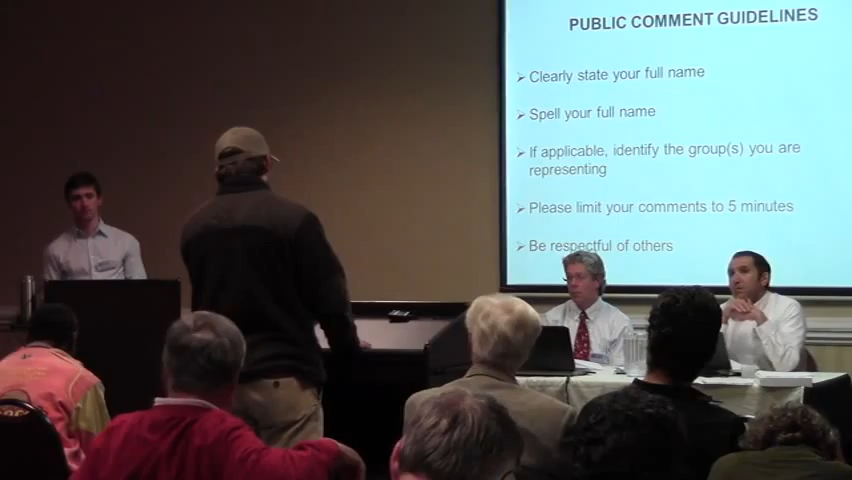 PUBLIC COMMENT GUIDELINES
➢ Clearly state your full name
➢ Spell your full name
➢ If applicable, identify the group(s) you are
representing
➢ Please limit your comments to 5 minutes
➢ Be respectful of others